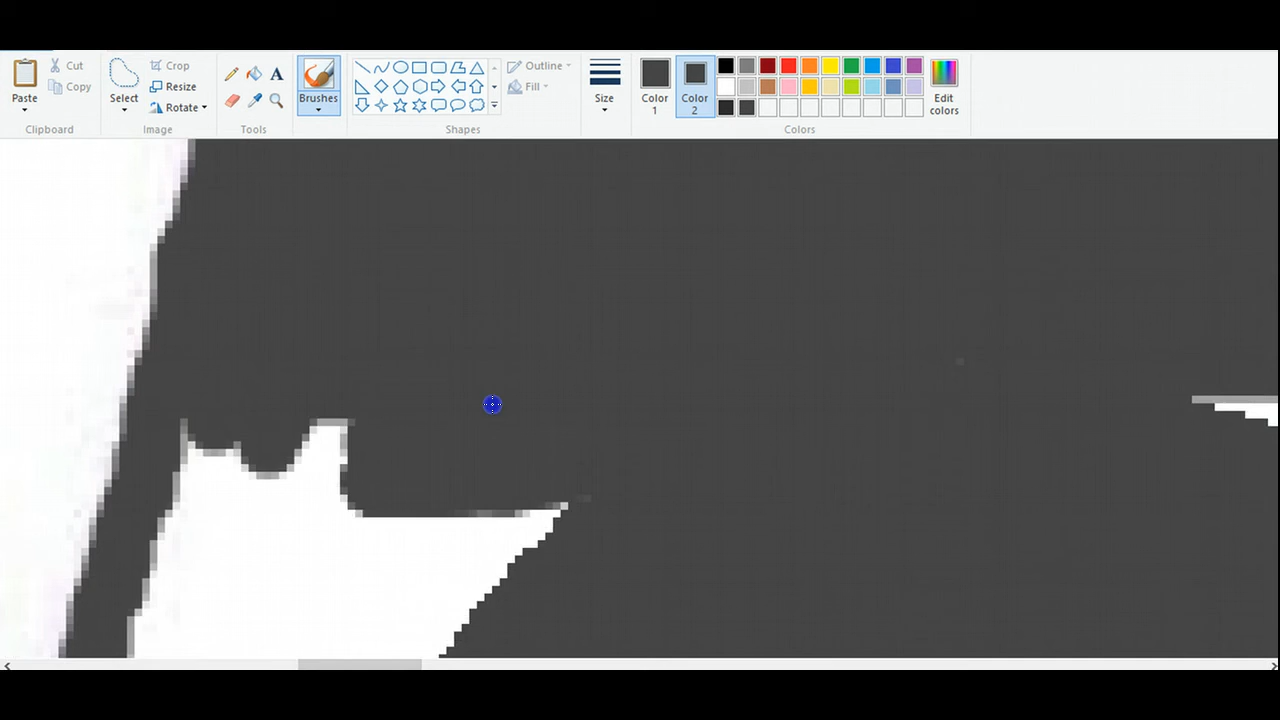 Paste
Cut
Copy
Clipboard
Select
Crop
Resize
Rotate
Image
A
Tools
Brushes
Shapes
Outline
Fill
Size
Color
1
Color
2
Colors
Edit
colors